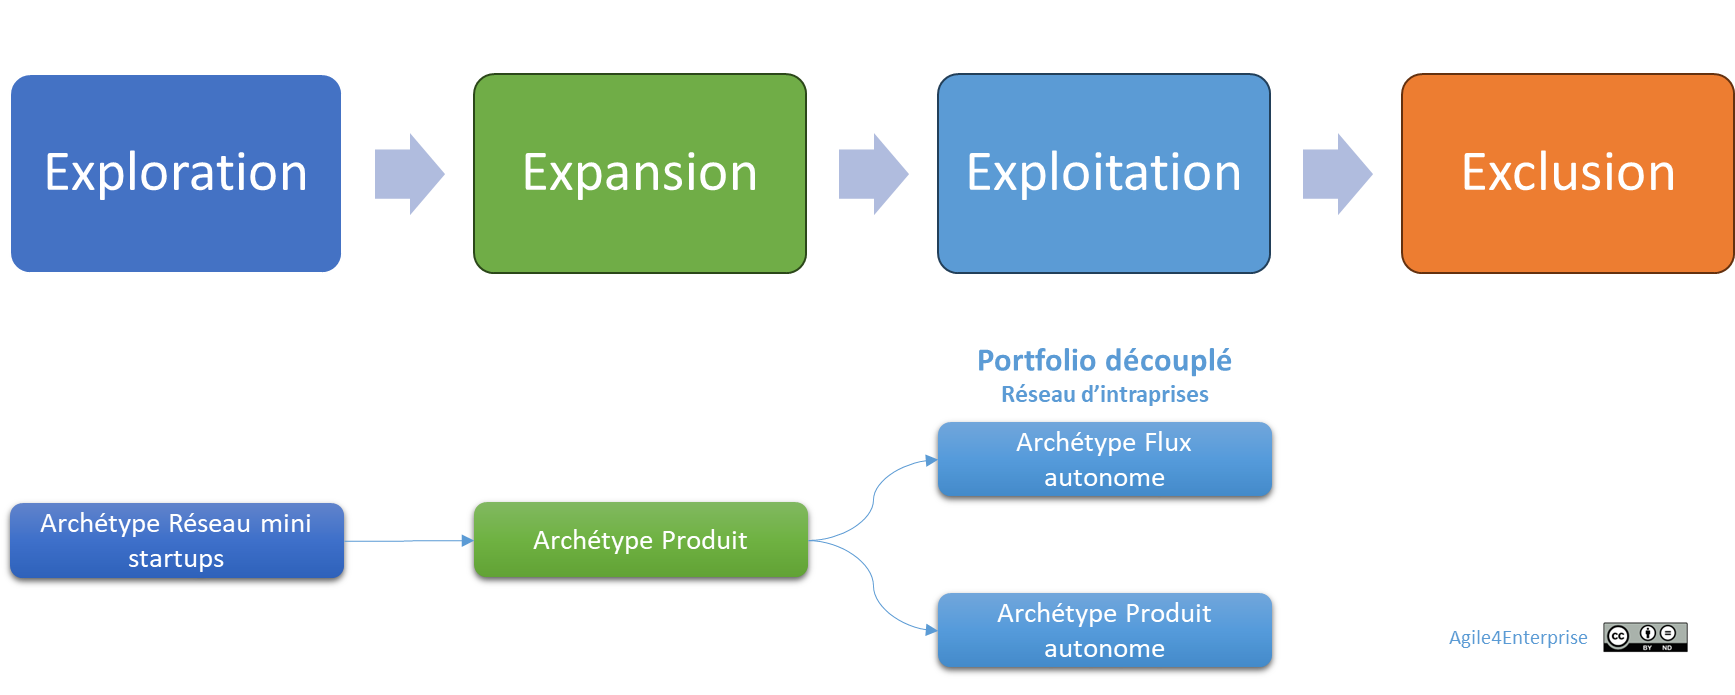 Exploration
Expansion
Exploitation
Exclusion
Portfolio découplé
Réseau d’intraprises
Archétype Flux
autonome
Archétype Réseau mini
startups
Archétype Produit
Archétype Produit
autonome
Agile4Enterprise
cc
BY ND